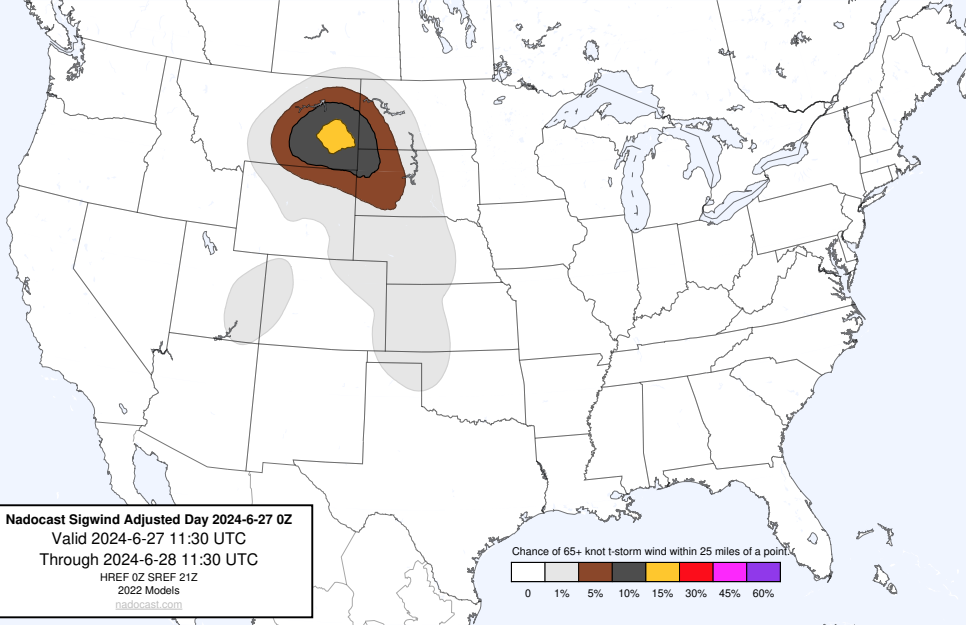 Nadocast Sigwind Adjusted Day 2024-6-27 0Z
Valid 2024-6-27 11:30 UTC
Through 2024-6-28 11:30 UTC
HREF 0Z SREF 21Z
2022 Models
nadocast.com
Chance of 65+ knot t-storm wind within 25 miles of a point.
0 1% 5% 10% 15% 30% 45% 60%